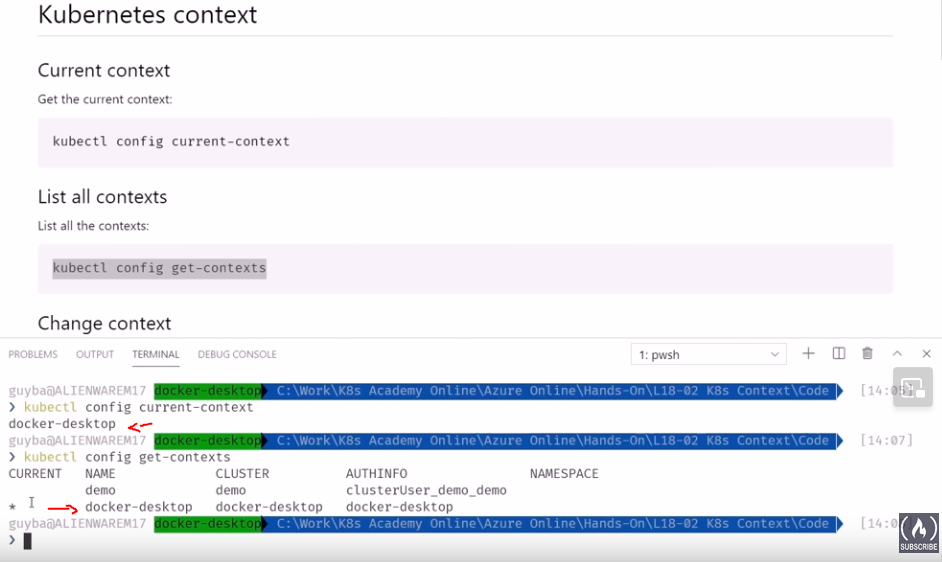 Kubernetes context
Current context
Get the current context:
kubectl config current-context
List all contexts
List all the contexts:
kubectl config get-contexts
Change context
PROBLEMS OUTPUT TERMINAL DEBUG CONSOLE 1: pwsh
guyba@ALIENWAREM17 docker-desktop C:\Work\K8s Academy Online\Azure Online\Hands-On\L18-02 K8s Context\Code [14:05]
❯ kubectl config current-context
docker-desktop
guyba@ALIENWAREM17 docker-desktop C:\Work\K8s Academy Online\Azure Online\Hands-On\L18-02 K8s Context\Code [14:07]
❯ kubectl config get-contexts
CURRENT NAME CLUSTER AUTHINFO NAMESPACE
demo demo clusterUser_demo_demo
* docker-desktop docker-desktop docker-desktop
guyba@ALIENWAREM17 docker-desktop C:\Work\K8s Academy Online\Azure Online\Hands-On\L18-02 K8s Context\Code
❯
SUBSCRIBE